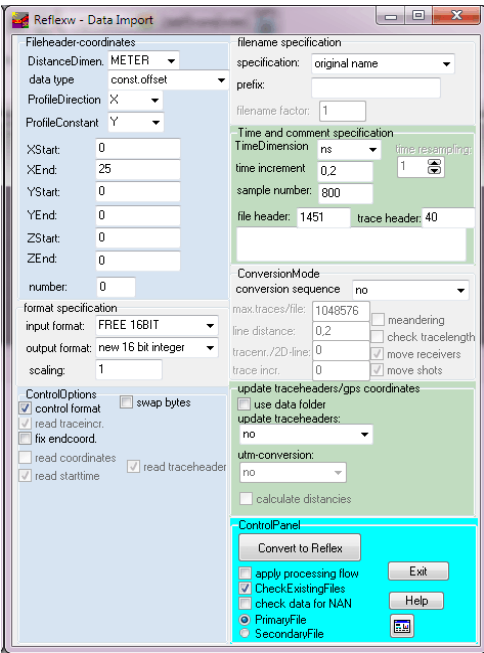 Reflexw - Data Import
Fileheader-coordinates
DistanceDimen. METER
data type const.offset
ProfileDirection X
ProfileConstant Y
XStart: 0
XEnd: 25
YStart: 0
YEnd: 0
ZStart: 0
ZEnd: 0
number: 0
format specification
input format: FREE 16BIT
output format: new 16 bit integer
scaling: 1
ControlOptions
control format
swap bytes
read traceincr.
fix endcoord.
read coordinates
read traceheader
read starttime
filename specification
specification: original name
prefix:
filename factor: 1
Time and comment specification
TimeDimension ns
time resampling:
time increment 0,2
1
sample number: 800
file header: 1451 trace header: 40
ConversionMode
conversion sequence no
max.traces/file: 1048576
meandering
line distance: 0,2
check tracelength
tracenr./2D-line: 0
move receivers
trace incr. 0
move shots
update traceheaders/gps coordinates
use data folder
update traceheaders:
no
utm-conversion:
no
calculate distancies
ControlPanel
Convert to Reflex
apply processing flow
Exit
CheckExistingFiles
check data for NAN
Help
PrimaryFile
SecondaryFile